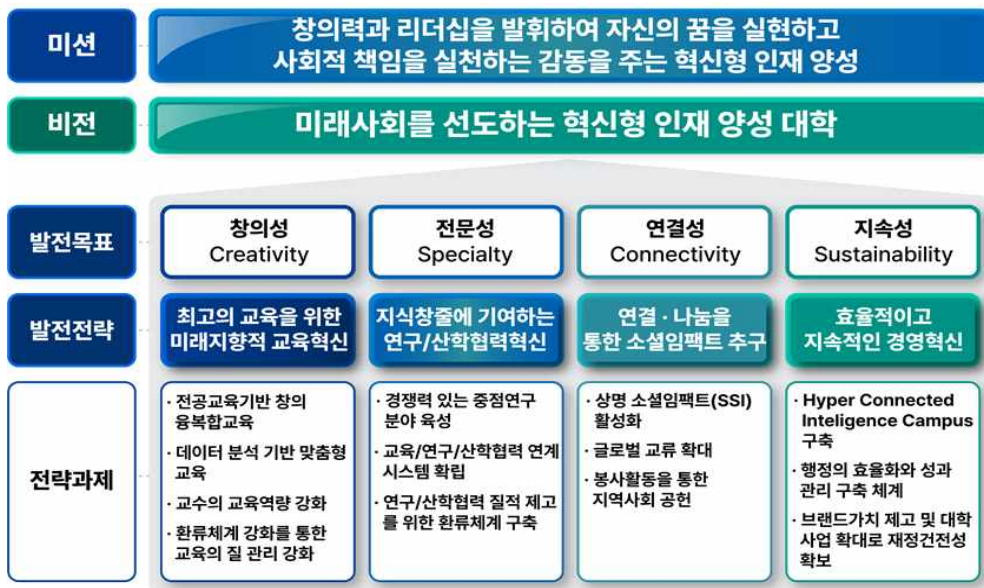 미션
창의력과 리더십을 발휘하여 자신의 꿈을 실현하고
사회적 책임을 실천하는 감동을 주는 혁신형 인재 양성
비전
미래사회를 선도하는 혁신형 인재 양성 대학
발전목표
창의성
Creativity
전문성
Specialty
연결성
Connectivity
지속성
Sustainability
발전전략
최고의 교육을 위한
미래지향적 교육혁신
지식창줄에 기여하는
연구/산학협력혁신
연결 · 나눔을
통한 소셜임팩트 추구
효율적이고
지속적인 경영혁신
전략과제
· 전공교육기반 창의
융복합교육
· 데이터 분석 기반 맞춤형
교육
· 교수의 교육역량 강화
· 환류체계 강화를 통한
교육의 질 관리 강화
· 경쟁력 있는 중점연구
분야 육성
· 교육/연구/산학협력 연계
시스템 확립
· 연구/산학협력 질적 제고
를 위한 환류체계 구축
· 상명 소셜임팩트(SSI)
활성화
· 글로벌 교류 확대
· 봉사활동을 통한
지역사회 공헌
· Hyper Connected
Inteligence Campus
구축
· 행정의 효율화와 성과
관리 구축 체계
· 브랜드가치 제고 및 대학
사업 확대로 재정건전성
확보